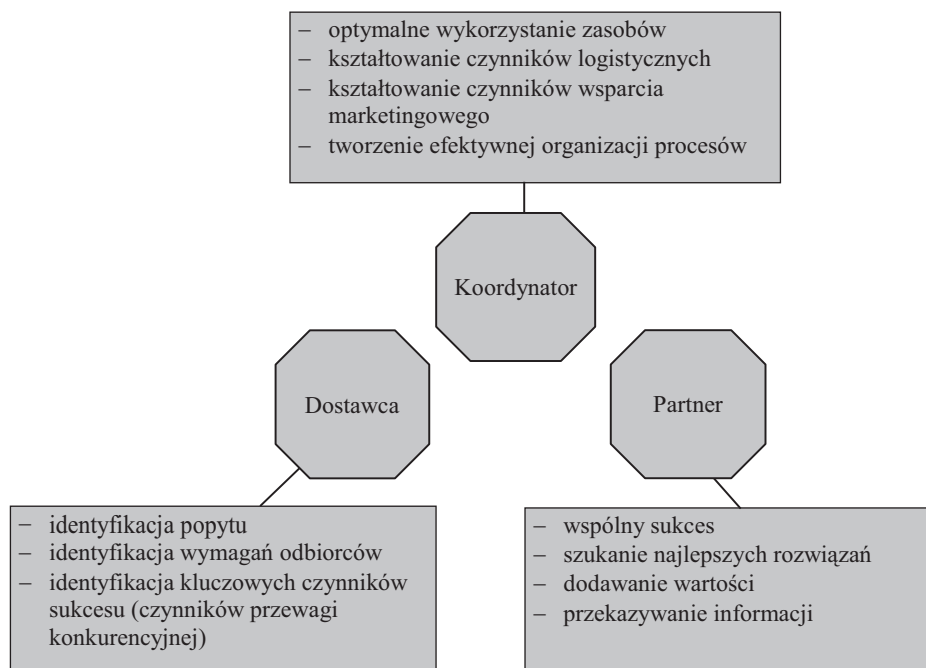 – optymalne wykorzystanie zasobów
– kształtowanie czynników logistycznych
– kształtowanie czynników wsparcia
marketingowego
– tworzenie efektywnej organizacji procesów
Koordynator
Dostawca
Partner
– identyfikacja popytu
– identyfikacja wymagań odbiorców
– identyfikacja kluczowych czynników
sukcesu (czynników przewagi
konkurencyjnej)
– wspólny sukces
– szukanie najlepszych rozwiązań
– dodawanie wartości
– przekazywanie informacji